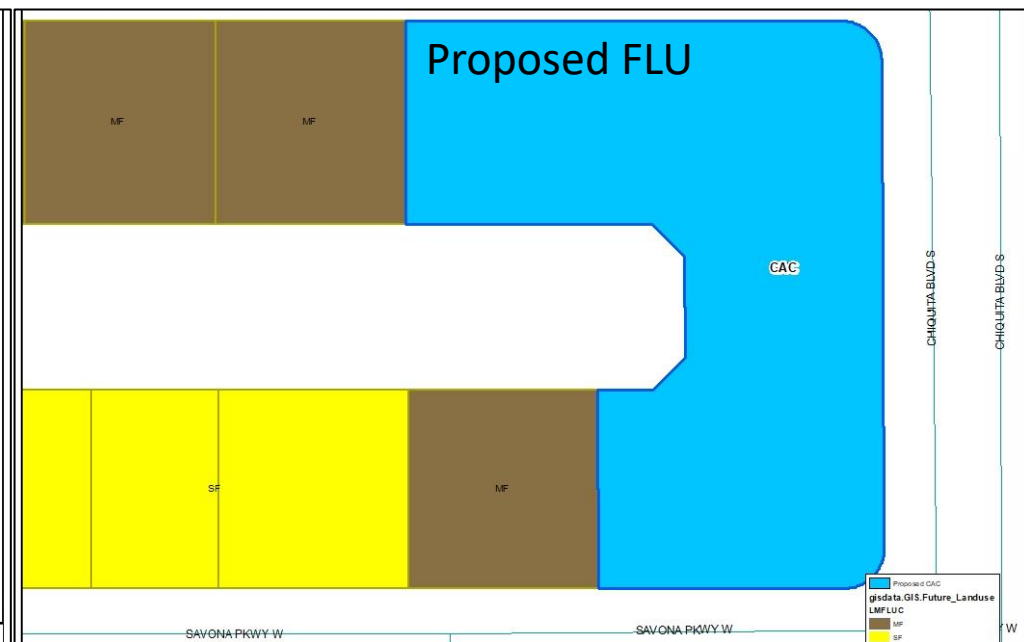 Proposed FLU
MF
MF
CAC
CHIQUITA BLVD S
CHIQUITA BLVD S
SF
MF
Proposed CAC
gisdata.GIS.Future_Landuse
LMFLUC
MF
SF
SAVONA PKWY W
SAVONA PKWY W
W